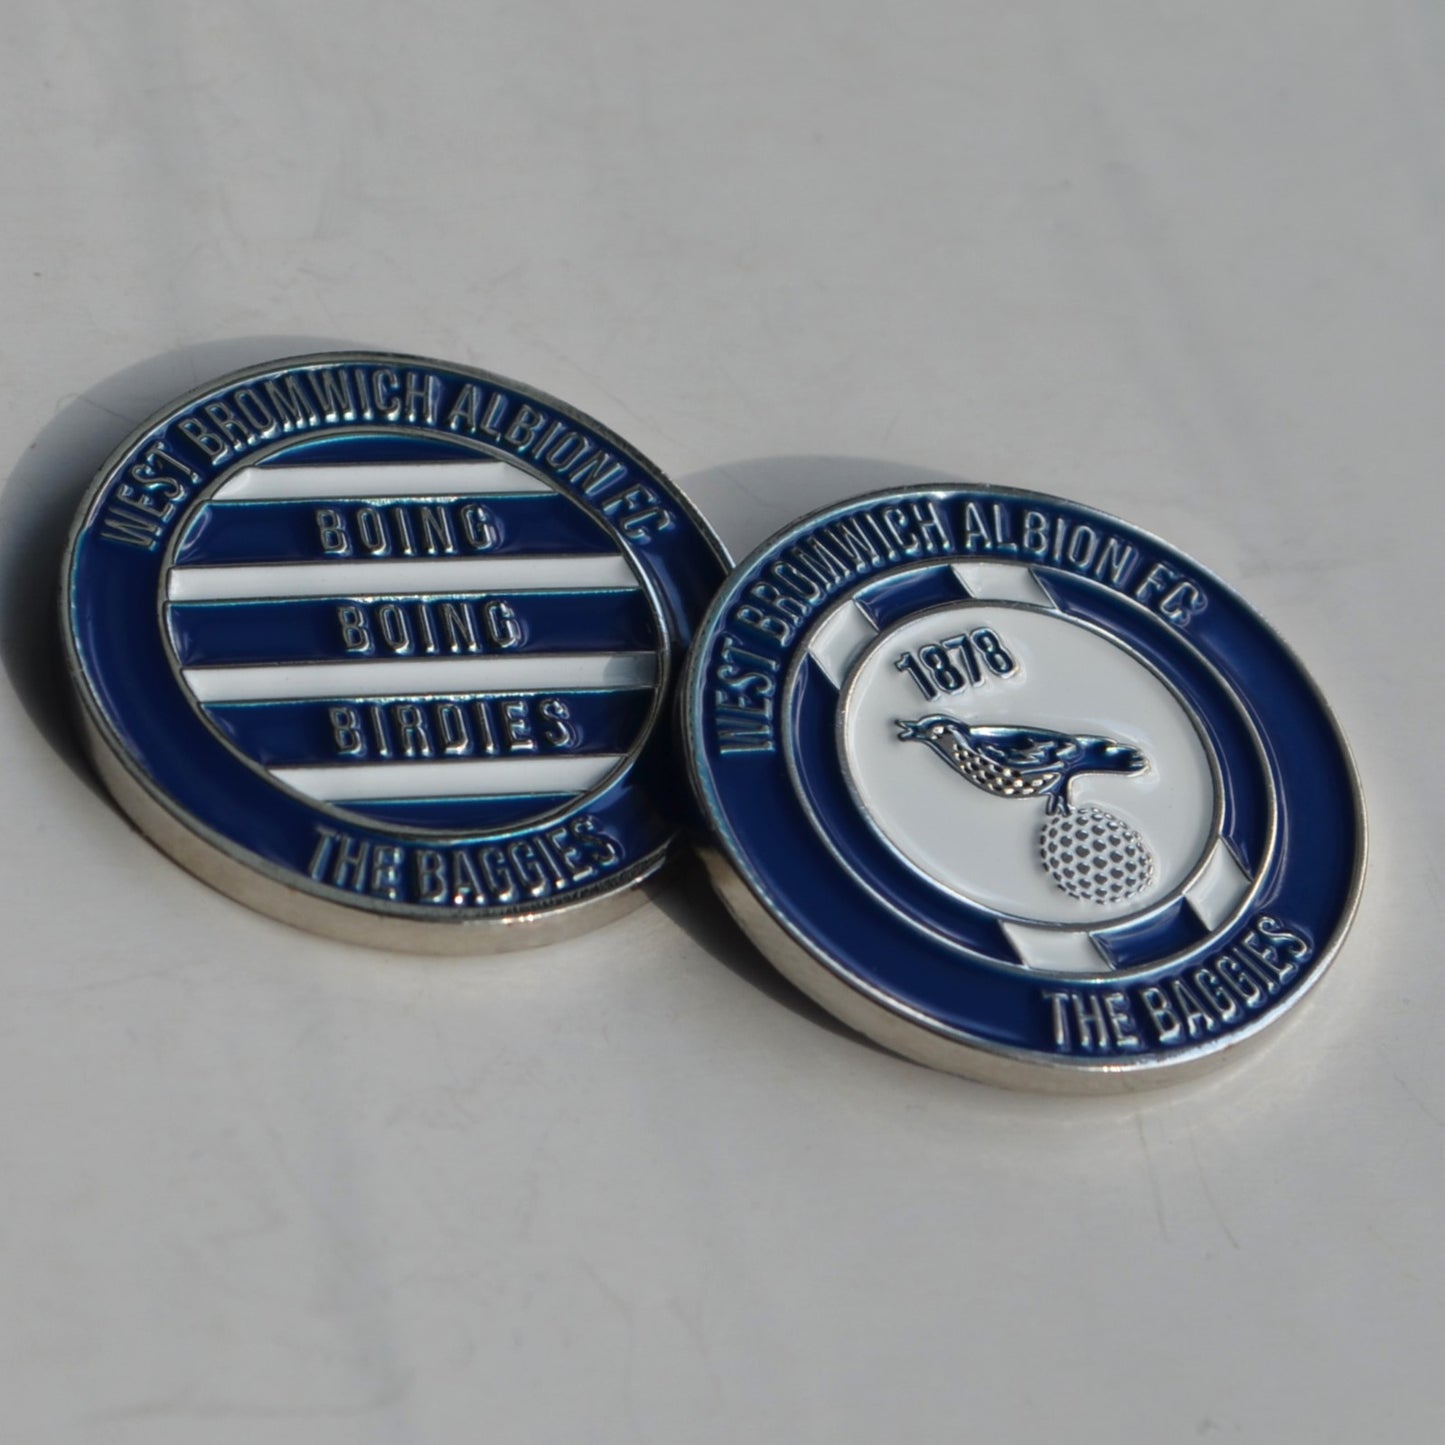 WEST BROMWICH ALBION FC
BOING
BOING
BIRDIES
THE BAGGIES
WEST BROMWICH ALBION FC
1878
THE BAGGIES